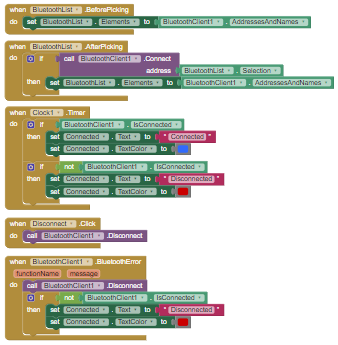 when BluetoothList .BeforePicking
do set BluetoothList . Elements to BluetoothClient1 . AddressesAndNames
when BluetoothList .AfterPicking
do if call BluetoothClient1 .Connect
address BluetoothList . Selection
then set BluetoothList . Elements to BluetoothClient1 . AddressesAndNames
when Clock1 .Timer
do if BluetoothClient1 . IsConnected
then set Connected . Text to " Connected "
set Connected . TextColor to
if not BluetoothClient1 . IsConnected
then set Connected . Text to " Disconnected "
set Connected . TextColor to
when Disconnect .Click
do call BluetoothClient1 .Disconnect
when BluetoothClient1 .BluetoothError
functionName message
do call BluetoothClient1 .Disconnect
if not BluetoothClient1 . IsConnected
then set Connected . Text to " Disconnected "
set Connected . TextColor to